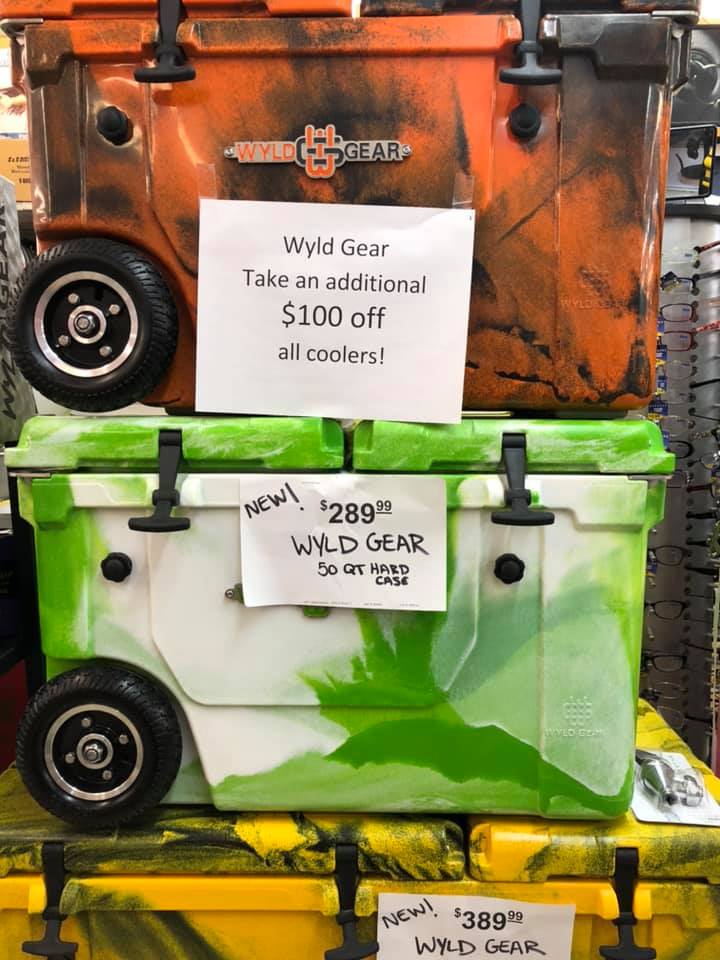 WYLD GEAR
Wyld Gear
Take an additional
$100 off
all coolers!
NEW! $289.99
WYLD GEAR
50 QT HARD
CASE
WYLD GEAR
NEW! $389.99
WYLD GEAR